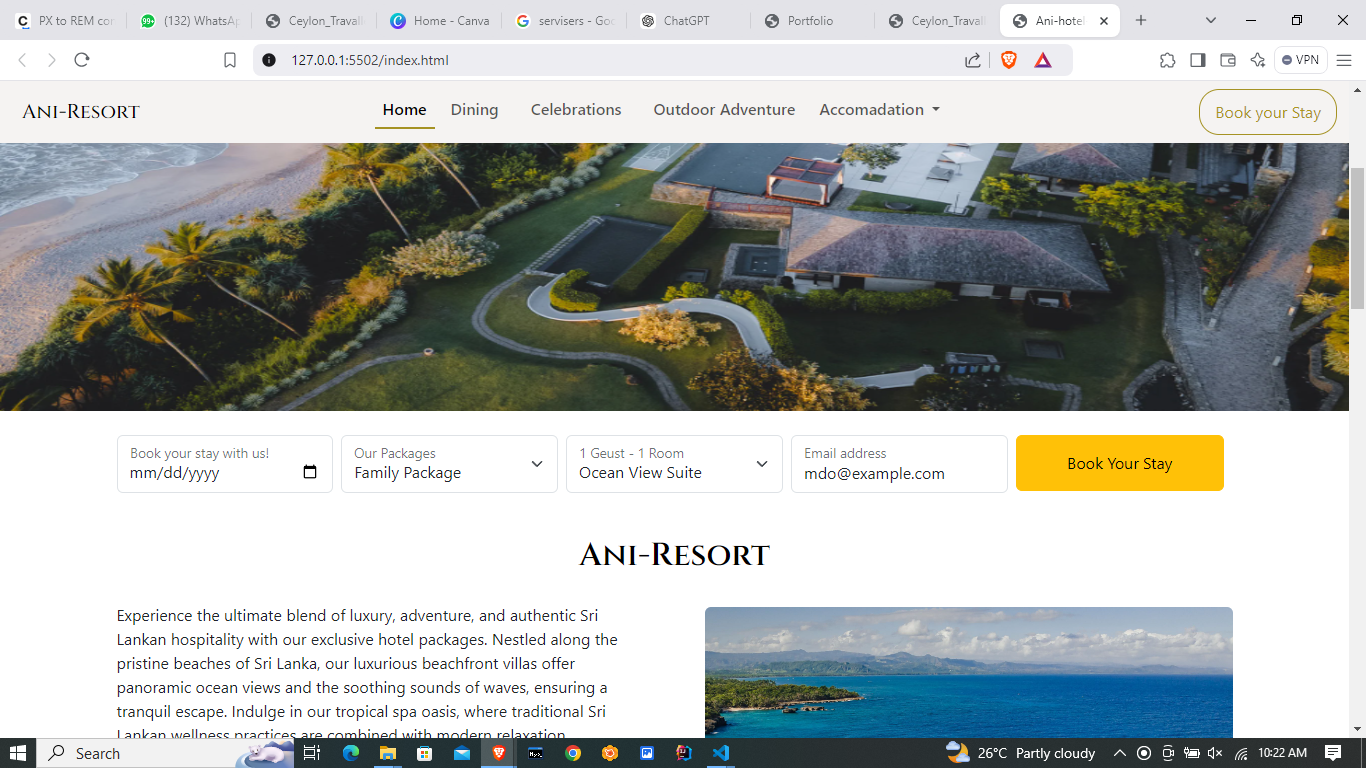 PX to REM con
(132) WhatsAp
Ceylon_Travall
Home - Canva
servisers - Goo
ChatGPT
Portfolio
Ceylon_Travall
Ani-hotel
127.0.0.1:5502/index.html
VPN
Ani-Resort
Home
Dining
Celebrations
Outdoor Adventure
Accomadation
Book your Stay
Book your stay with us!
mm/dd/yyyy
Our Packages
Family Package
1 Geust - 1 Room
Ocean View Suite
Email address
mdo@example.com
Book Your Stay
Ani-Resort
Experience the ultimate blend of luxury, adventure, and authentic Sri
Lankan hospitality with our exclusive hotel packages. Nestled along the
pristine beaches of Sri Lanka, our luxurious beachfront villas offer
panoramic ocean views and the soothing sounds of waves, ensuring a
tranquil escape. Indulge in our tropical spa oasis, where traditional Sri
Lankan wellness practices are combined with modern relaxation
Search
26°C Partly cloudy
10:22 AM